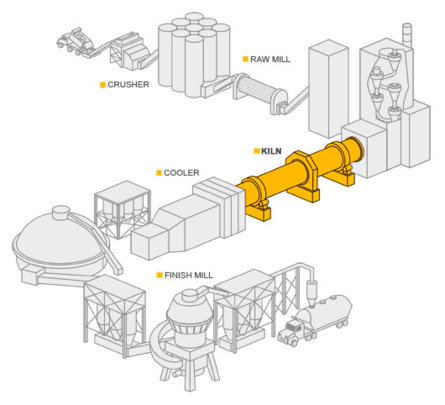 RAW MILL
CRUSHER
KILN
COOLER
FINISH MILL